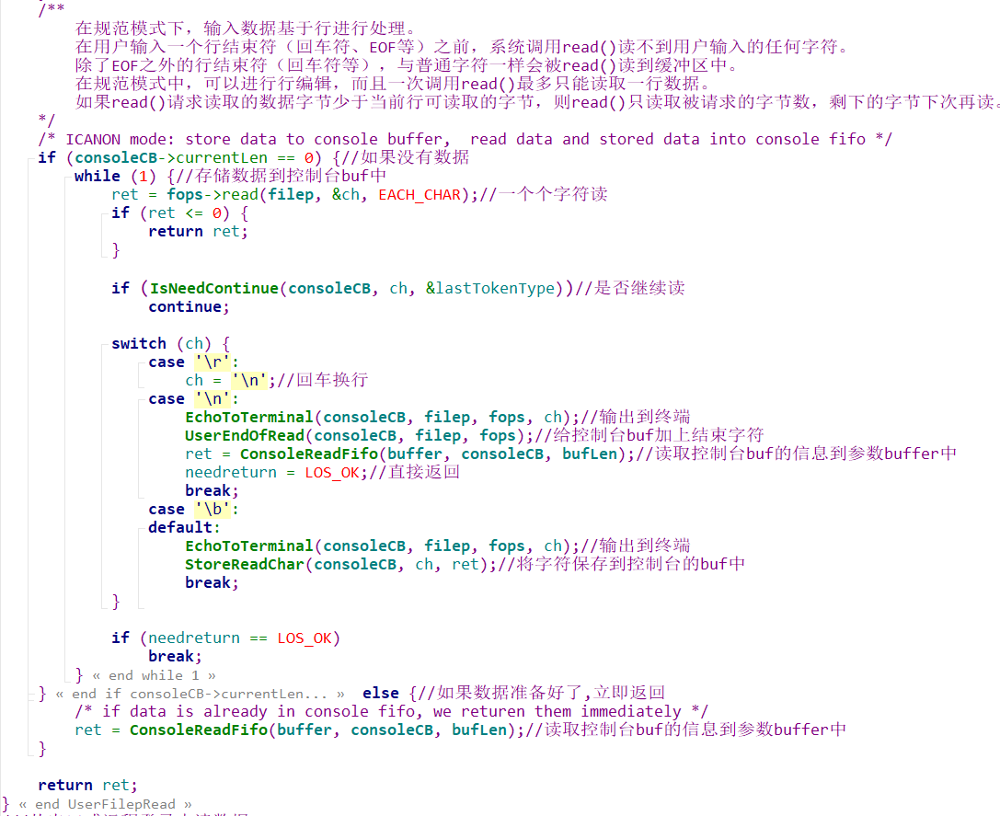 /**
在规范模式下，输入数据基于行进行处理。
在用户输入一个行结束符（回车符、EOF等）之前，系统调用read()读不到用户输入的任何字符。
除了EOF之外的行结束符（回车符等），与普通字符一样会被read()读到缓冲区中。
在规范模式中，可以进行行编辑，而且一次调用read()最多只能读取一行数据。
如果read()请求读取的数据字节少于当前行可读取的字节，则read()只读取被请求的字节数，剩下的字节下次再读。
*/
/* ICANON mode: store data to console buffer,  read data and stored data into console fifo */
if (consoleCB->currentLen == 0) {//如果没有数据
while (1) {//存储数据到控制台buf中
ret = fops->read(filep, &ch, EACH_CHAR);//一个个字符读
if (ret <= 0) {
return ret;
}
if (IsNeedContinue(consoleCB, ch, &lastTokenType))//是否继续读
continue;
switch (ch) {
case '\r':
ch = '\n';//回车换行
case '\n':
EchoToTerminal(consoleCB, filep, fops, ch);//输出到终端
UserEndOfRead(consoleCB, filep, fops);//给控制台buf加上结束字符
ret = ConsoleReadFifo(buffer, consoleCB, bufLen);//读取控制台buf的信息到参数buffer中
needreturn = LOS_OK;//直接返回
break;
case '\b':
default:
EchoToTerminal(consoleCB, filep, fops, ch);//输出到终端
StoreReadChar(consoleCB, ch, ret);//将字符保存到控制台的buf中
break;
}
if (needreturn == LOS_OK)
break;
} « end while 1 »
} « end if consoleCB->currentLen... » else {//如果数据准备好了,立即返回
/* if data is already in console fifo, we returen them immediately */
ret = ConsoleReadFifo(buffer, consoleCB, bufLen);//读取控制台buf的信息到参数buffer中
}
return ret;
} « end UserFilepRead »